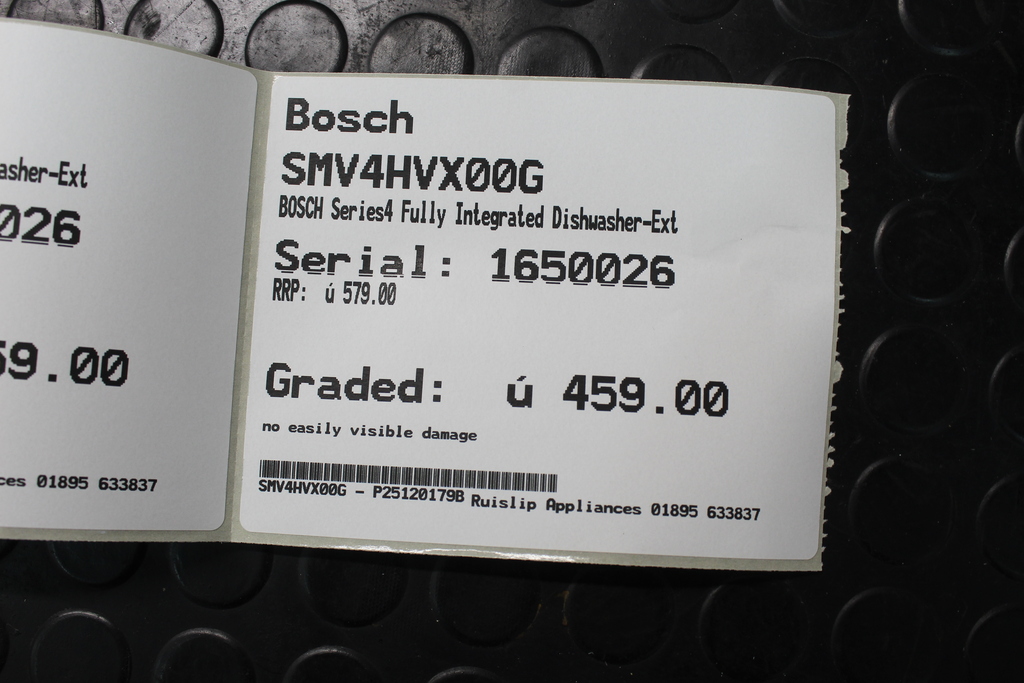 asher-Ext
026
59.00
ces 01895 633837
Bosch
SMV4HVX00G
BOSCH Series4 Fully Integrated Dishwasher-Ext
Serial: 1650026
RRP: ú 579.00
Graded: ú 459.00
no easily visible damage
SMV4HVX00G - P25120179B Ruislip Appliances 01895 633837